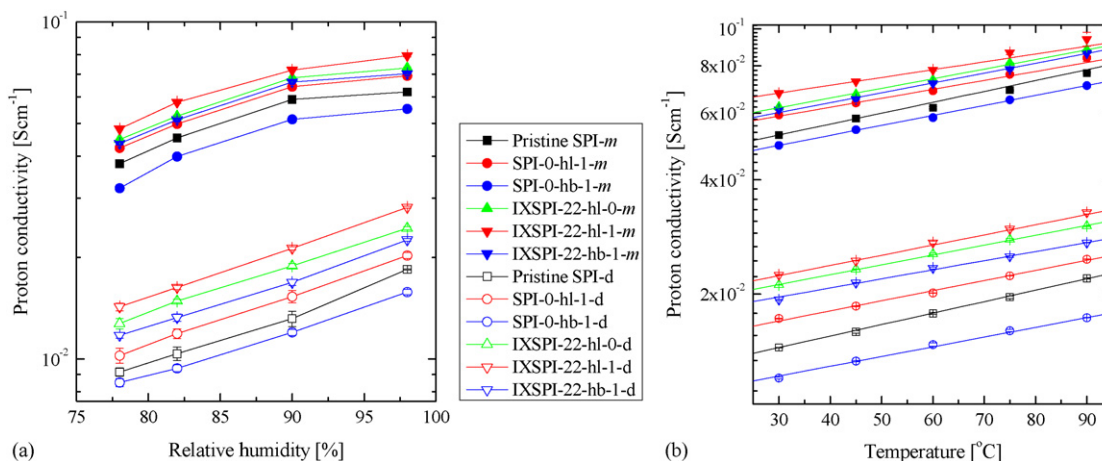 10⁻¹
10⁻²
Proton conductivity [Scm⁻¹]
75 80 85 90 95 100
(a)
Relative humidity [%]
Pristine SPI-m
SPI-0-hl-1-m
SPI-0-hb-1-m
IXSPI-22-hl-0-m
IXSPI-22-hl-1-m
IXSPI-22-hb-1-m
Pristine SPI-d
SPI-0-hl-1-d
SPI-0-hb-1-d
IXSPI-22-hl-0-d
IXSPI-22-hl-1-d
IXSPI-22-hb-1-d
10⁻¹
8x10⁻²
6x10⁻²
4x10⁻²
2x10⁻²
Proton conductivity [Scm⁻¹]
30 40 50 60 70 80 90
(b)
Temperature [°C]